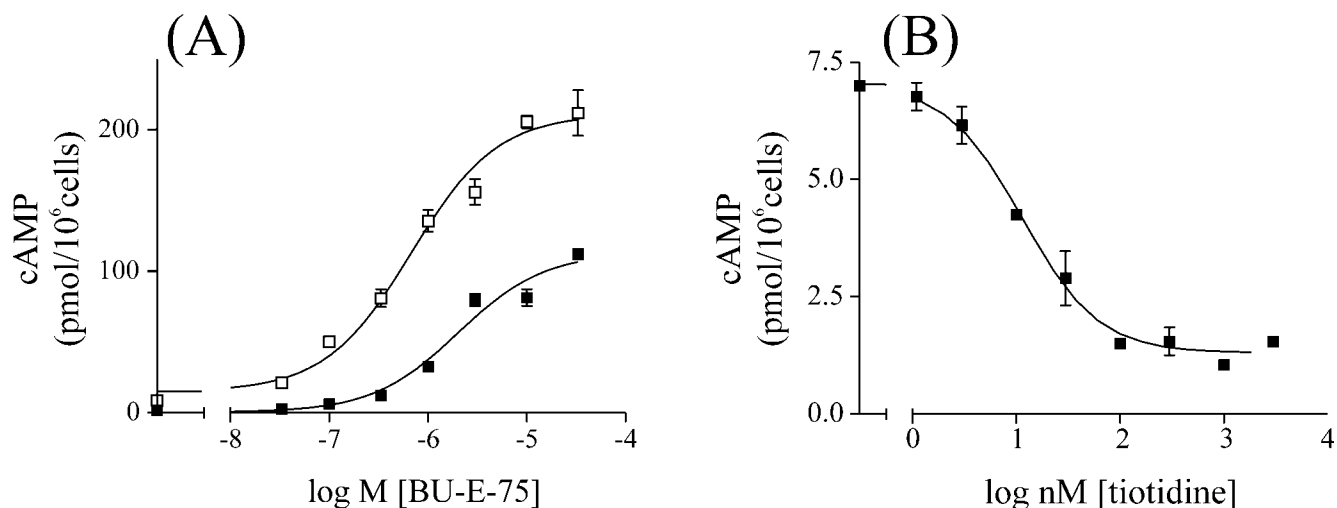 (A)
cAMP
(pmol/10⁶cells)
200
100
0
-8 -7 -6 -5 -4
log M [BU-E-75]
(B)
cAMP
(pmol/10⁶cells)
7.5
5.0
2.5
0.0
0 1 2 3 4
log nM [tiotidine]